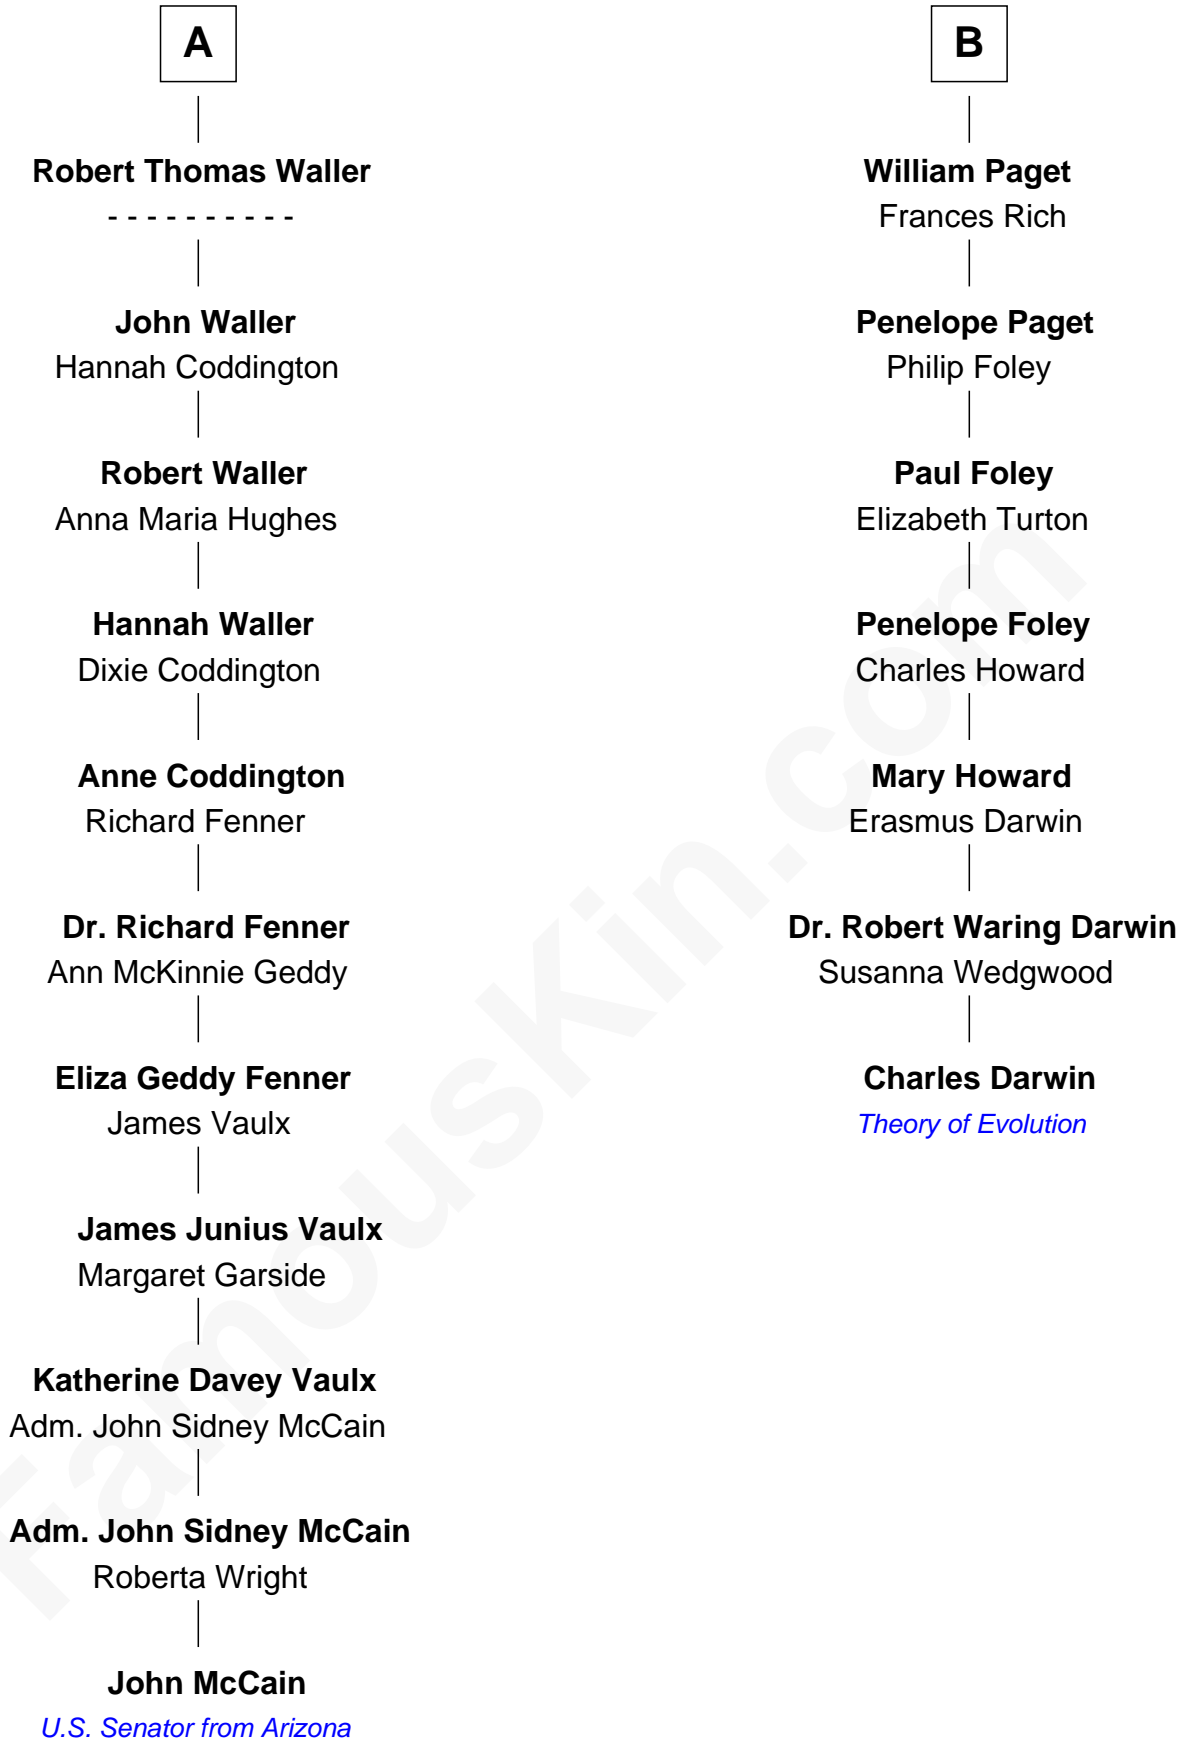 A
Robert Thomas Waller
- - - - - - - - - -
John Waller
Hannah Coddington
Robert Waller
Anna Maria Hughes
Hannah Waller
Dixie Coddington
Anne Coddington
Richard Fenner
Dr. Richard Fenner
Ann McKinnie Geddy
Eliza Geddy Fenner
James Vaulx
James Junius Vaulx
Margaret Garside
Katherine Davey Vaulx
Adm. John Sidney McCain
Adm. John Sidney McCain
Roberta Wright
John McCain
U.S. Senator from Arizona
B
William Paget
Frances Rich
Penelope Paget
Philip Foley
Paul Foley
Elizabeth Turton
Penelope Foley
Charles Howard
Mary Howard
Erasmus Darwin
Dr. Robert Waring Darwin
Susanna Wedgwood
Charles Darwin
Theory of Evolution
FamousKin.com